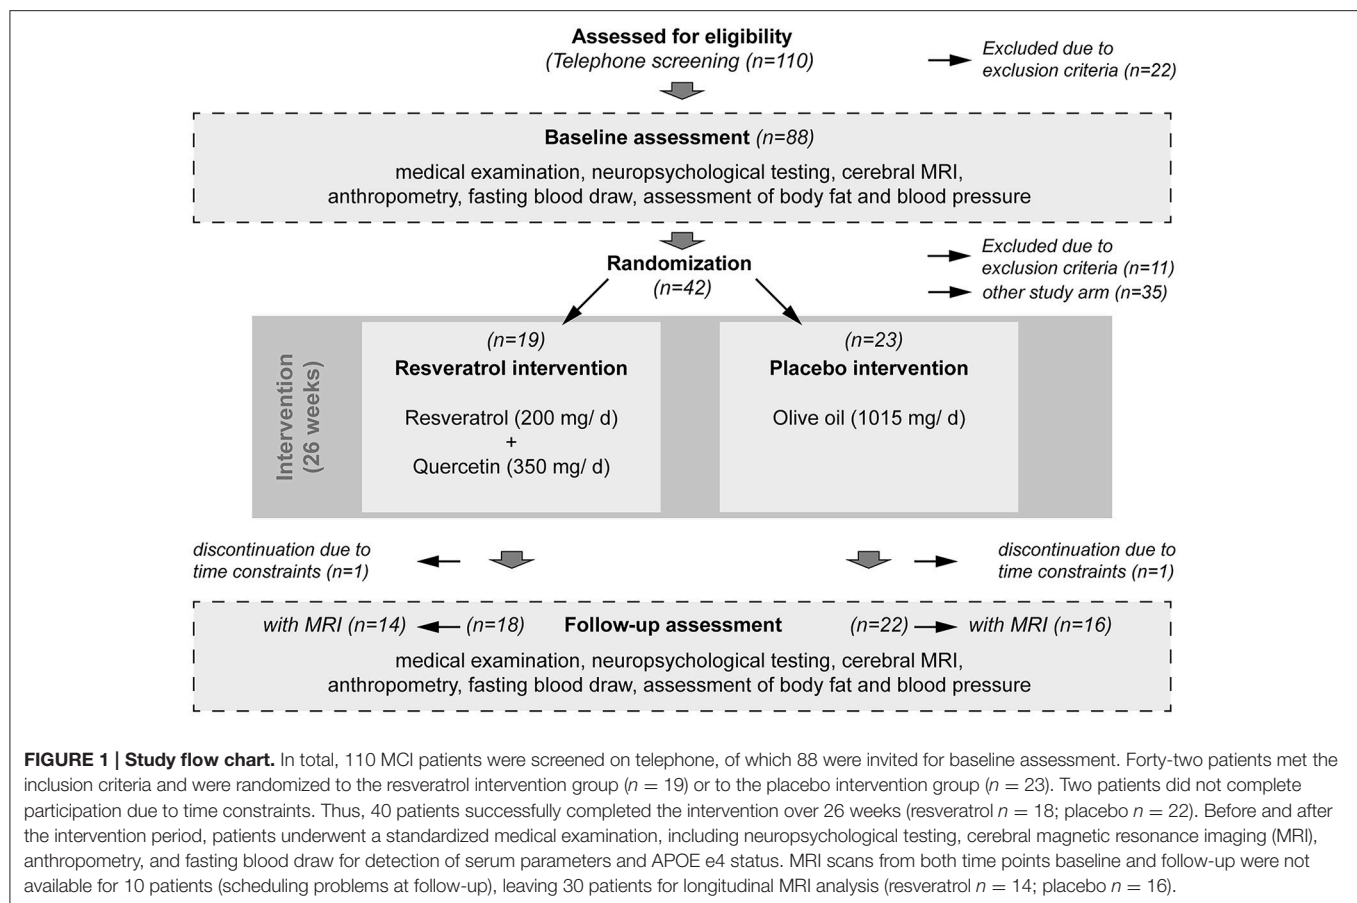 Assessed for eligibility
(Telephone screening (n=110)
Excluded due to
exclusion criteria (n=22)
Baseline assessment (n=88)
medical examination, neuropsychological testing, cerebral MRI,
anthropometry, fasting blood draw, assessment of body fat and blood pressure
Randomization
(n=42)
Excluded due to
exclusion criteria (n=11)
other study arm (n=35)
Intervention
(26 weeks)
(n=19)
Resveratrol intervention
Resveratrol (200 mg/ d)
+
Quercetin (350 mg/ d)
(n=23)
Placebo intervention
Olive oil (1015 mg/ d)
discontinuation due to
time constraints (n=1)
discontinuation due to
time constraints (n=1)
with MRI (n=14) (n=18) Follow-up assessment (n=22) with MRI (n=16)
medical examination, neuropsychological testing, cerebral MRI,
anthropometry, fasting blood draw, assessment of body fat and blood pressure
FIGURE 1 | Study flow chart. In total, 110 MCI patients were screened on telephone, of which 88 were invited for baseline assessment. Forty-two patients met the
inclusion criteria and were randomized to the resveratrol intervention group (n = 19) or to the placebo intervention group (n = 23). Two patients did not complete
participation due to time constraints. Thus, 40 patients successfully completed the intervention over 26 weeks (resveratrol n = 18; placebo n = 22). Before and after
the intervention period, patients underwent a standardized medical examination, including neuropsychological testing, cerebral magnetic resonance imaging (MRI),
anthropometry, and fasting blood draw for detection of serum parameters and APOE e4 status. MRI scans from both time points baseline and follow-up were not
available for 10 patients (scheduling problems at follow-up), leaving 30 patients for longitudinal MRI analysis (resveratrol n = 14; placebo n = 16).